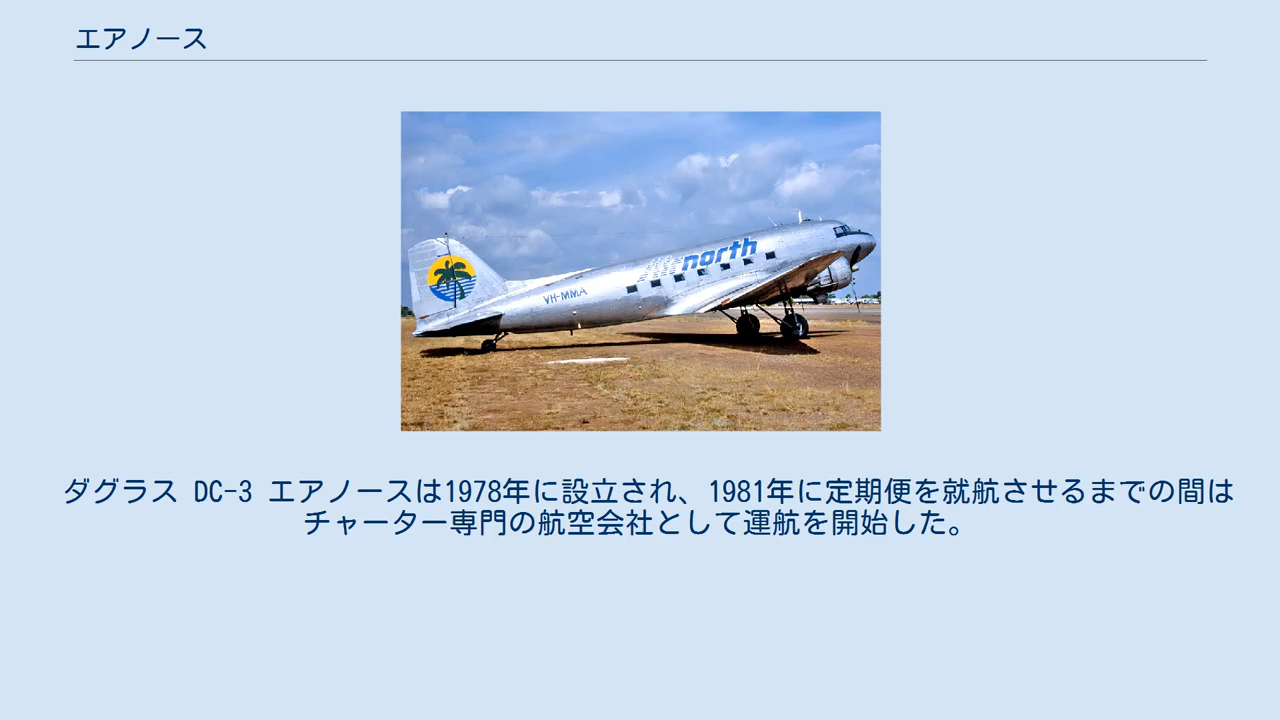 エアノース
north
VH-MMA
ダグラス DC-3 エアノースは1978年に設立され、1981年に定期便を就航させるまでの間は
チャーター専門の航空会社として運航を開始した。